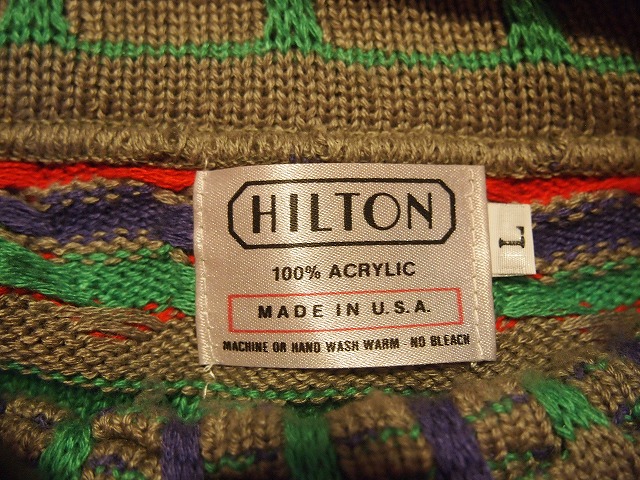 HILTON
100% ACRYLIC
MADE IN U.S.A.
MACHINE OR HAND WASH WARM NO BLEACH
L